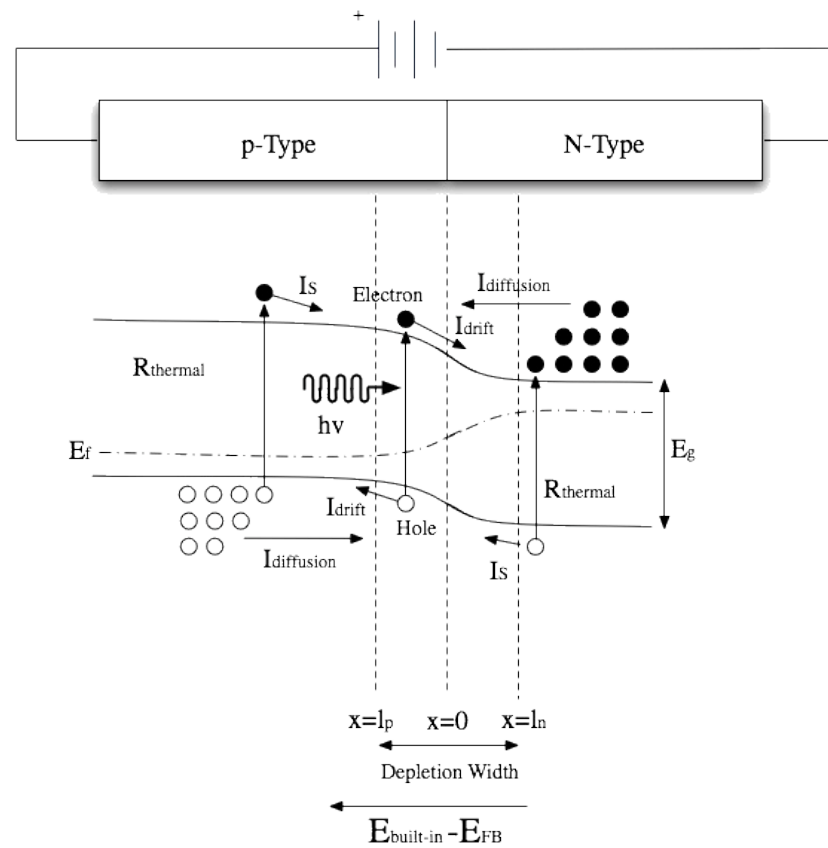 +
p-Type
N-Type
Is
Electron
Idiffusion
Idrift
Rthermal
hν
Ef
Eg
Idrift
Rthermal
Hole
Idiffusion
Is
x=lp
x=0
x=ln
Depletion Width
Ebuilt-in -EFB